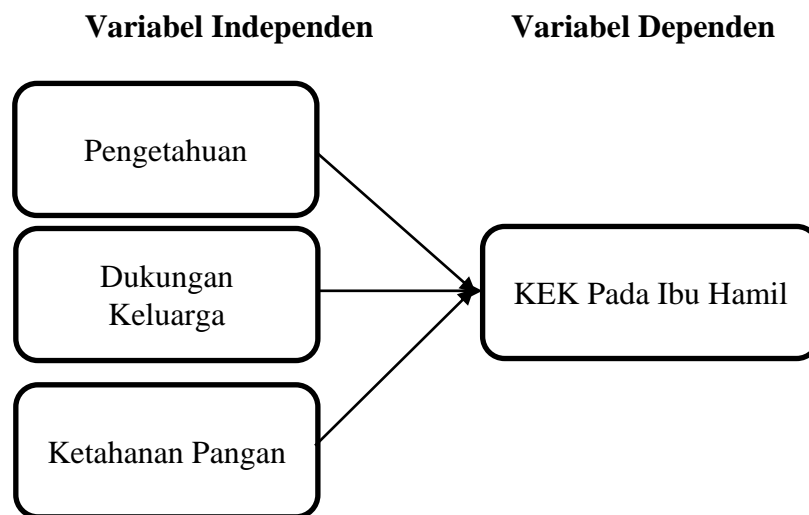 Variabel Independen
Variabel Dependen
Pengetahuan
Dukungan
Keluarga
KEK Pada Ibu Hamil
Ketahanan Pangan